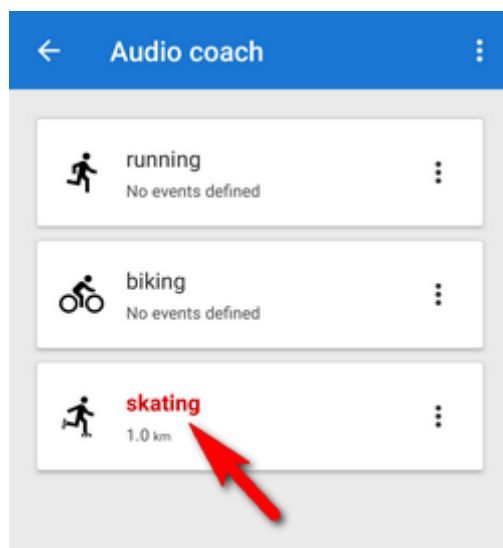 Audio coach
running
No events defined
biking
No events defined
skating
1.0 km